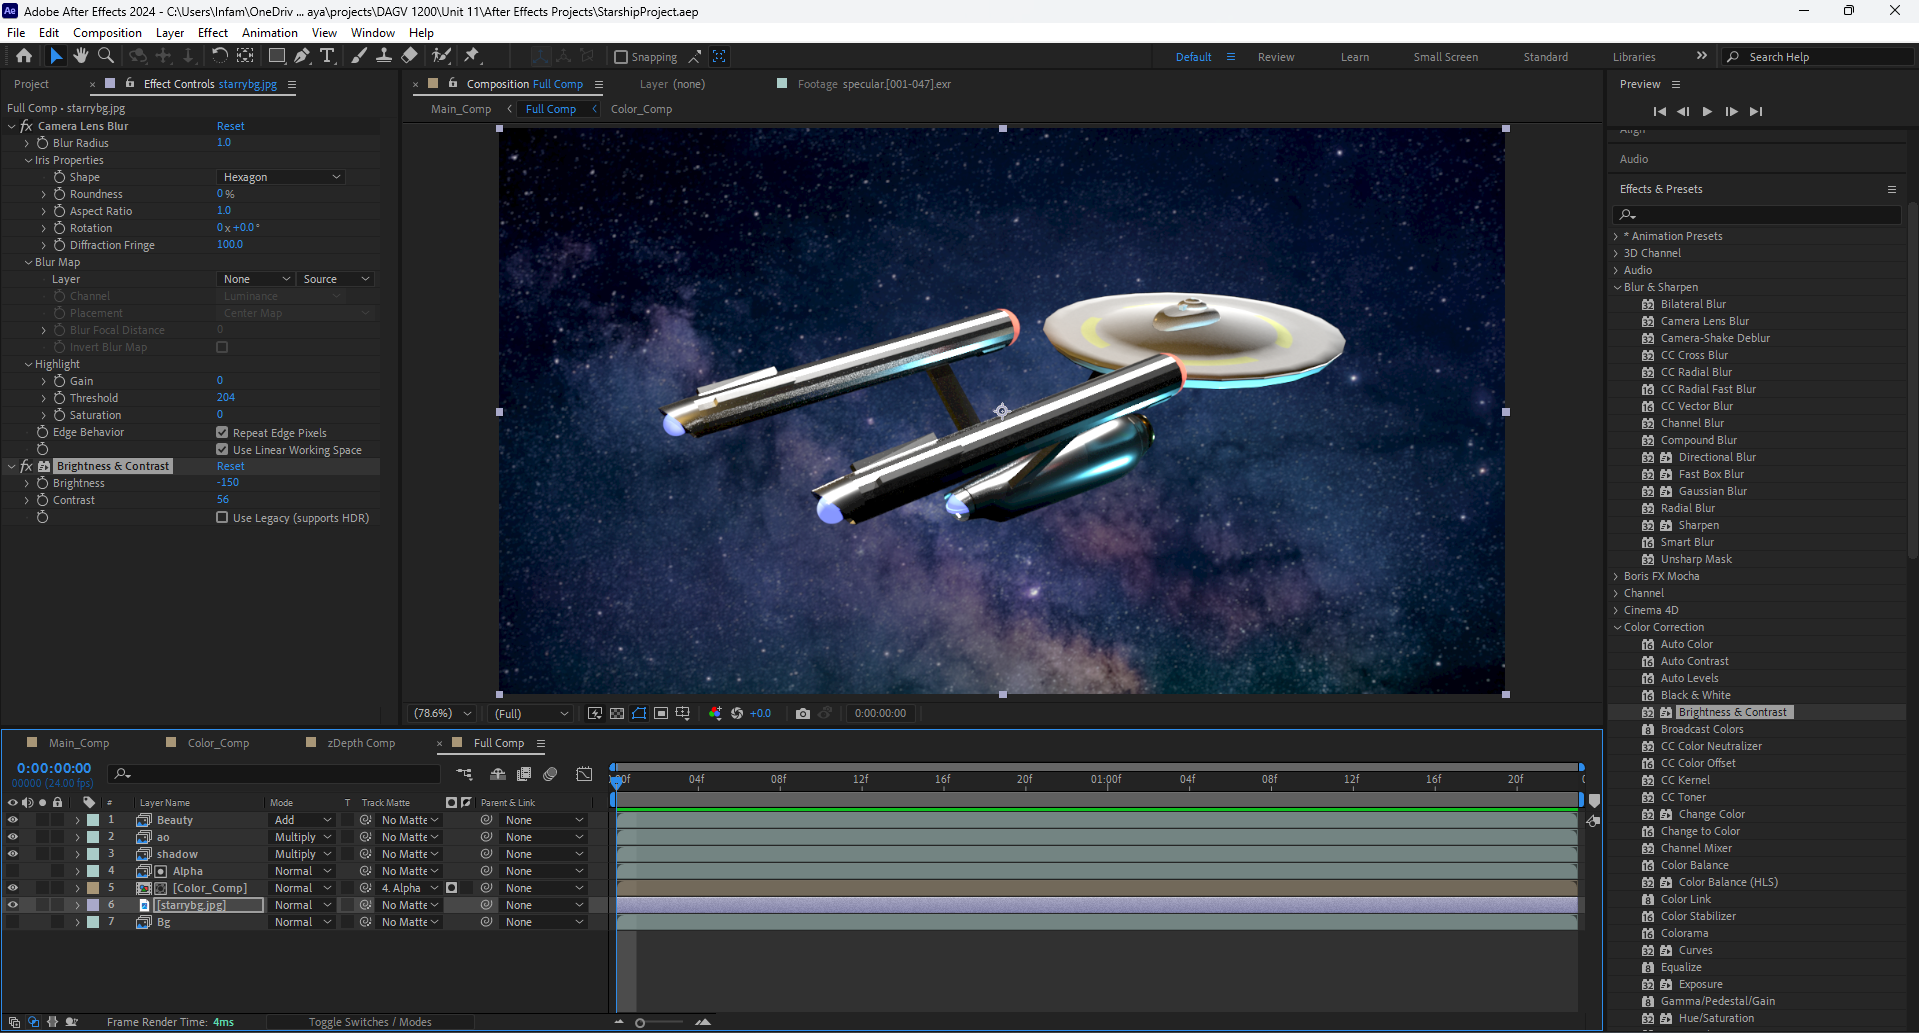 Adobe After Effects 2024 - C:\Users\Infam\OneDriv ... aya\projects\DAGV 1200\Unit 11\After Effects Projects\StarshipProject.aep
File Edit Composition Layer Effect Animation View Window Help
Snapping Default Review Learn Small Screen Standard Libraries Search Help
Project Effect Controls starrybg.jpg
Full Comp • starrybg.jpg
fx Camera Lens Blur Reset
Blur Radius 1.0
Iris Properties
Shape Hexagon
Roundness 0 %
Aspect Ratio 1.0
Rotation 0 x +0.0 °
Diffraction Fringe 100.0
Blur Map
Layer None Source
Channel Luminance
Placement Center Map
Blur Focal Distance 0
Invert Blur Map
Highlight
Gain 0
Threshold 204
Saturation 0
Edge Behavior Repeat Edge Pixels
Use Linear Working Space
fx Brightness & Contrast Reset
Brightness -150
Contrast 56
Use Legacy (supports HDR)
Composition Full Comp Layer (none) Footage specular.[001-047].exr
Main_Comp Full Comp Color_Comp
(78.6%) (Full) +0.0 0:00:00:00
Preview
Align
Audio
Effects & Presets
* Animation Presets
3D Channel
Audio
Blur & Sharpen
Bilateral Blur
Camera Lens Blur
Camera-Shake Deblur
CC Cross Blur
CC Radial Blur
CC Radial Fast Blur
CC Vector Blur
Channel Blur
Compound Blur
Directional Blur
Fast Box Blur
Gaussian Blur
Radial Blur
Sharpen
Smart Blur
Unsharp Mask
Boris FX Mocha
Channel
Cinema 4D
Color Correction
Auto Color
Auto Contrast
Auto Levels
Black & White
Brightness & Contrast
Broadcast Colors
CC Color Neutralizer
CC Color Offset
CC Kernel
CC Toner
Change Color
Change to Color
Channel Mixer
Color Balance
Color Balance (HLS)
Color Link
Color Stabilizer
Colorama
Curves
Equalize
Exposure
Gamma/Pedestal/Gain
Hue/Saturation
Main_Comp Color_Comp zDepth Comp Full Comp
0:00:00:00
00000 (24.00 fps)
04f 08f 12f 16f 20f 01:00f 04f 08f 12f 16f 20f
# Layer Name Mode T Track Matte Parent & Link
1 Beauty Add No Matte None
2 ao Multiply No Matte None
3 shadow Multiply No Matte None
4 Alpha Normal No Matte None
5 [Color_Comp] Normal 4. Alpha None
6 [starrybg.jpg] Normal No Matte None
7 Bg Normal No Matte None
Frame Render Time: 4ms Toggle Switches / Modes